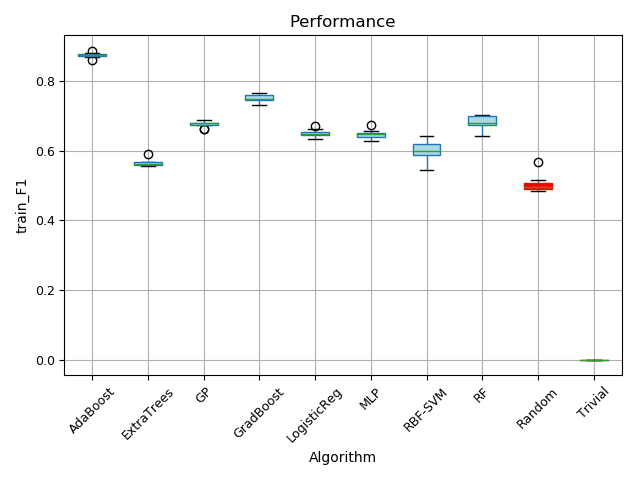 Performance
train_F1
0.8
0.6
0.4
0.2
0.0
AdaBoost
ExtraTrees
GP
GradBoost
LogisticReg
MLP
RBF-SVM
RF
Random
Trivial
Algorithm